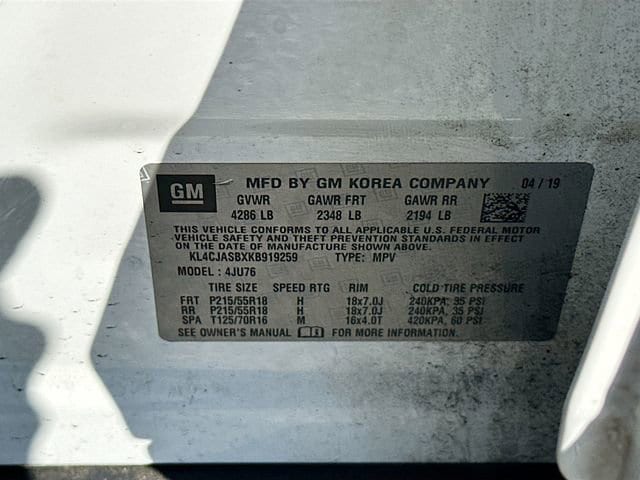 GM MFD BY GM KOREA COMPANY 04/19
GVWR GAWR FRT GAWR RR
4286 LB 2348 LB 2194 LB
THIS VEHICLE CONFORMS TO ALL APPLICABLE U.S. FEDERAL MOTOR
VEHICLE SAFETY AND THEFT PREVENTION STANDARDS IN EFFECT ON
THE DATE OF MANUFACTURE SHOWN ABOVE.
KL4CJASBXKB919259 TYPE: MPV
MODEL: 4JU76
TIRE SIZE SPEED RTG RIM COLD TIRE PRESSURE
FRT P215/55R18 H 18x7.0J 240KPA, 35 PSI
RR P215/55R18 H 18x7.0J 240KPA, 35 PSI
SPA T125/70R16 M 16x4.0T 420KPA, 60 PSI
SEE OWNER'S MANUAL FOR MORE INFORMATION.